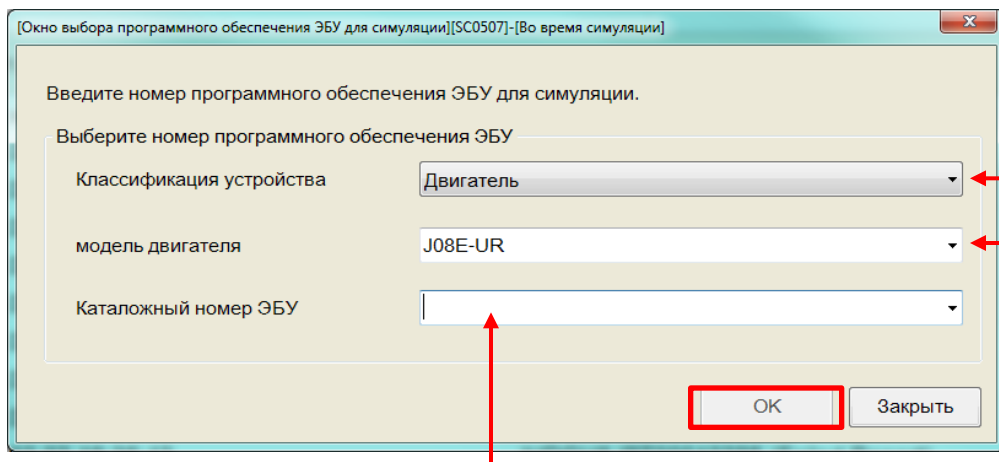 [Окно выбора программного обеспечения ЭБУ для симуляции][SC0507]-[Во время симуляции]
Введите номер программного обеспечения ЭБУ для симуляции.
Выберите номер программного обеспечения ЭБУ
Классификация устройства Двигатель
модель двигателя J08E-UR
Каталожный номер ЭБУ
OK Закрыть